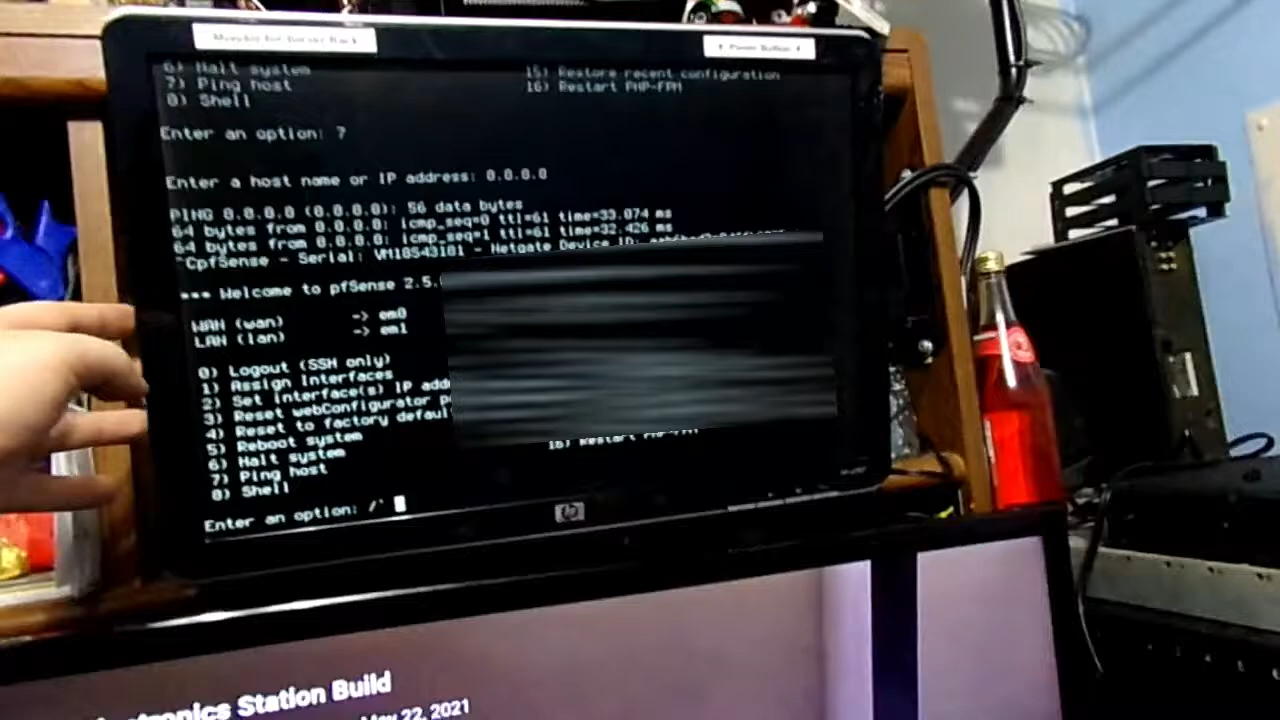 Monitor for Server Rack
Power Button
6) Halt system
15) Restore recent configuration
7) Ping host
16) Restart PHP-FPM
8) Shell
Enter an option: 7
Enter a host name or IP address: 8.8.8.8
PING 8.8.8.8 (8.8.8.8): 56 data bytes
64 bytes from 8.8.8.8: icmp_seq=0 ttl=61 time=33.074 ms
64 bytes from 8.8.8.8: icmp_seq=1 ttl=61 time=32.426 ms
^CpfSense - Serial: VM18543181 - Netgate Device ID:
*** Welcome to pfSense 2.5.
WAN (wan) -> em0
LAN (lan) -> em1
0) Logout (SSH only)
1) Assign Interfaces
2) Set interface(s) IP add
3) Reset webConfigurator p
4) Reset to factory defaul
5) Reboot system
16) Restart PHP-FPM
6) Halt system
7) Ping host
8) Shell
Enter an option: /`
hp
Station Build
May 22, 2021